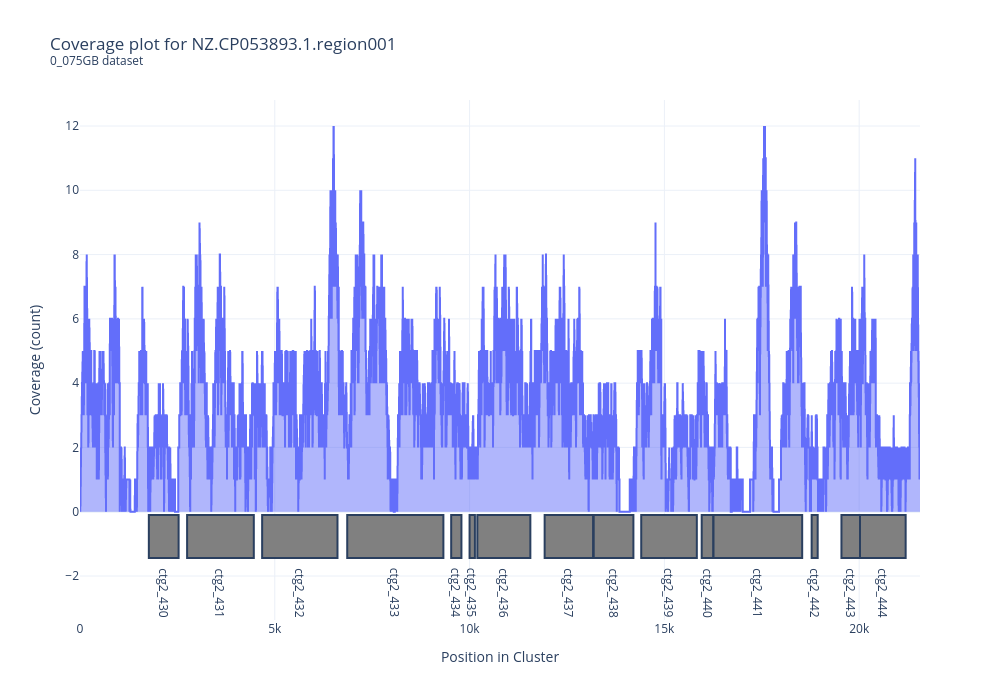 Coverage plot for NZ.CP053893.1.region001
0_075GB dataset
12
10
8
6
4
2
0
−2
Coverage (count)
ctg2_430
ctg2_431
ctg2_432
ctg2_433
ctg2_434
ctg2_435
ctg2_436
ctg2_437
ctg2_438
ctg2_439
ctg2_440
ctg2_441
ctg2_442
ctg2_443
ctg2_444
0 5k 10k 15k 20k
Position in Cluster